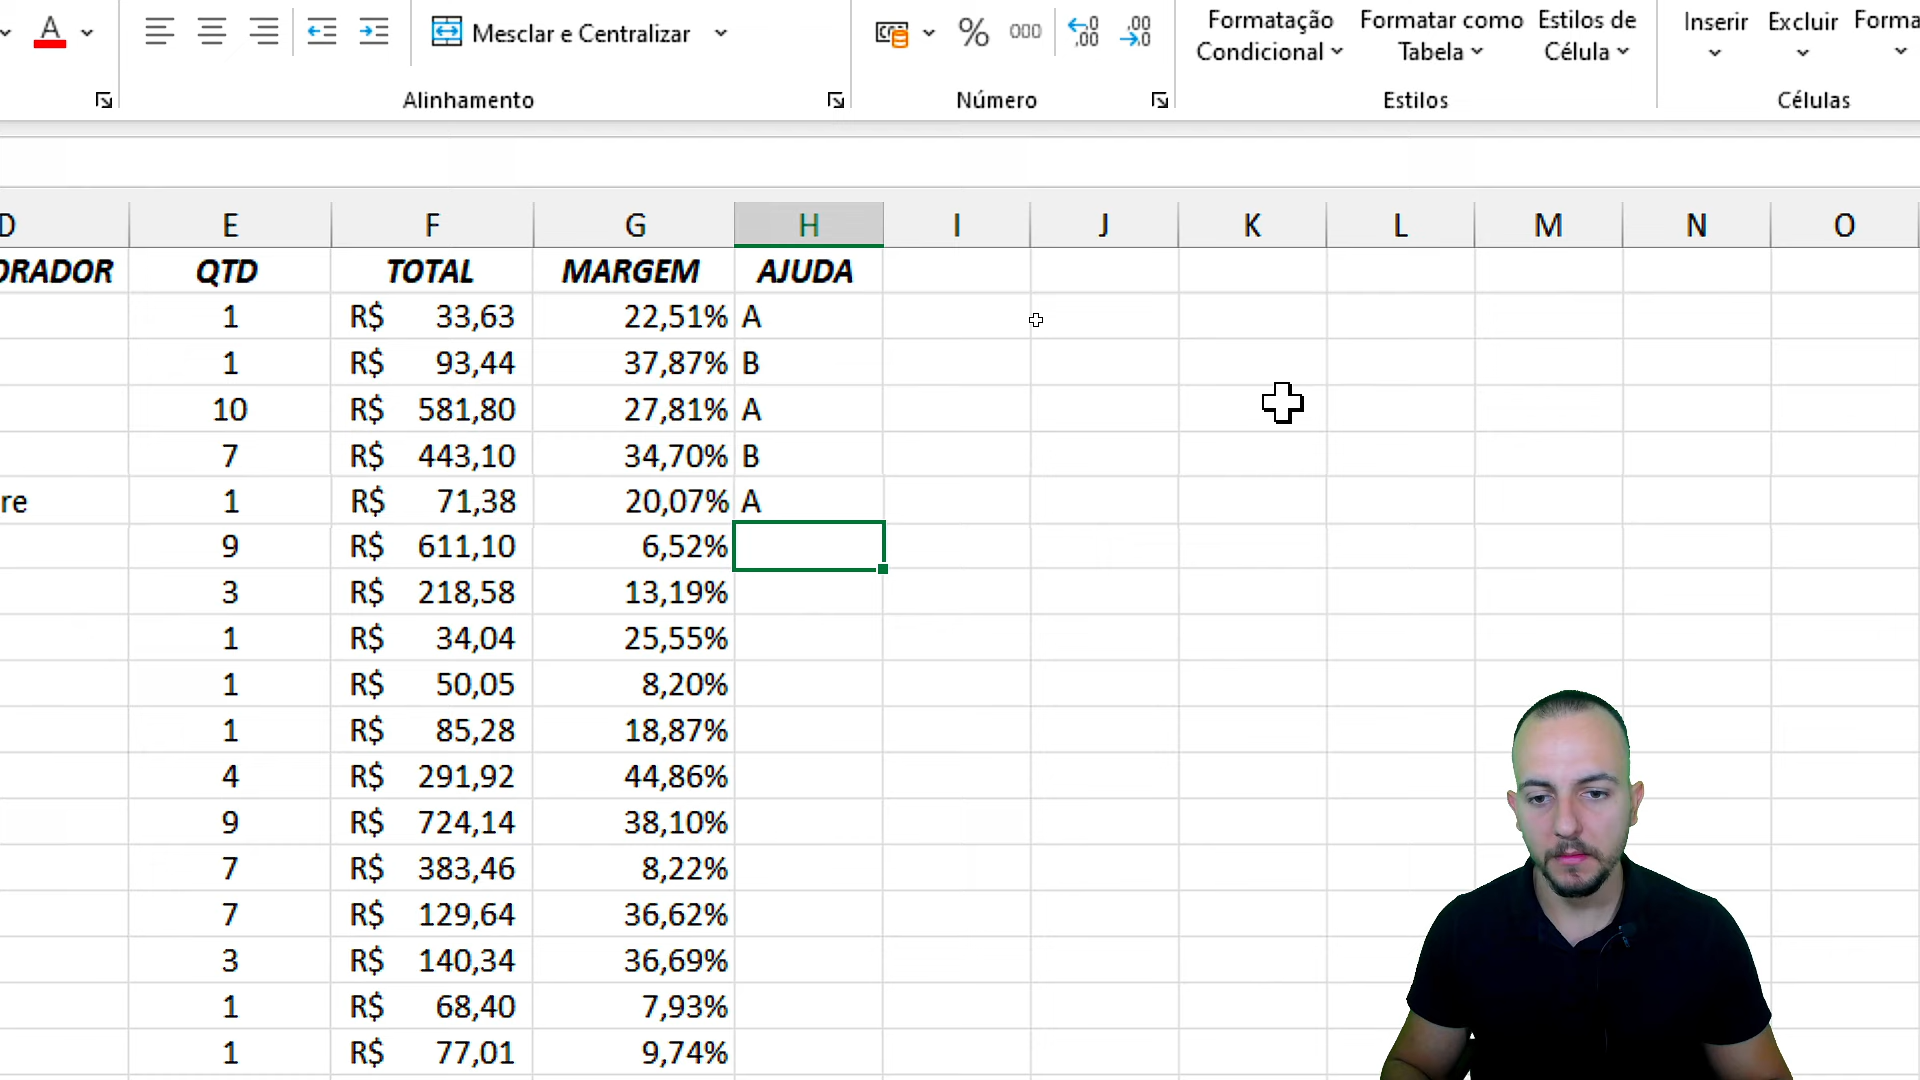 A
Mesclar e Centralizar
%
000
Formatação Condicional
Formatar como Tabela
Estilos de Célula
Inserir
Excluir
Forma
Alinhamento
Número
Estilos
Células
D E F G H I J K L M N O
ORADOR QTD TOTAL MARGEM AJUDA
1 R$ 33,63 22,51% A
1 R$ 93,44 37,87% B
10 R$ 581,80 27,81% A
7 R$ 443,10 34,70% B
re 1 R$ 71,38 20,07% A
9 R$ 611,10 6,52%
3 R$ 218,58 13,19%
1 R$ 34,04 25,55%
1 R$ 50,05 8,20%
1 R$ 85,28 18,87%
4 R$ 291,92 44,86%
9 R$ 724,14 38,10%
7 R$ 383,46 8,22%
7 R$ 129,64 36,62%
3 R$ 140,34 36,69%
1 R$ 68,40 7,93%
1 R$ 77,01 9,74%